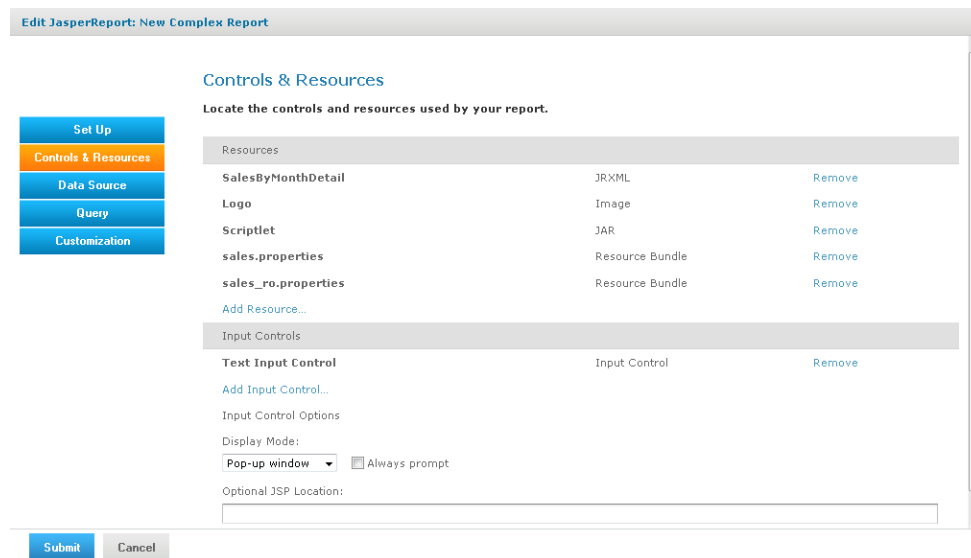 Edit JasperReport: New Complex Report
Controls & Resources
Locate the controls and resources used by your report.
Set Up
Controls & Resources
Data Source
Query
Customization
Resources
SalesByMonthDetail JRXML Remove
Logo Image Remove
Scriptlet JAR Remove
sales.properties Resource Bundle Remove
sales_ro.properties Resource Bundle Remove
Add Resource...
Input Controls
Text Input Control Input Control Remove
Add Input Control...
Input Control Options
Display Mode:
Pop-up window Always prompt
Optional JSP Location:
Submit Cancel